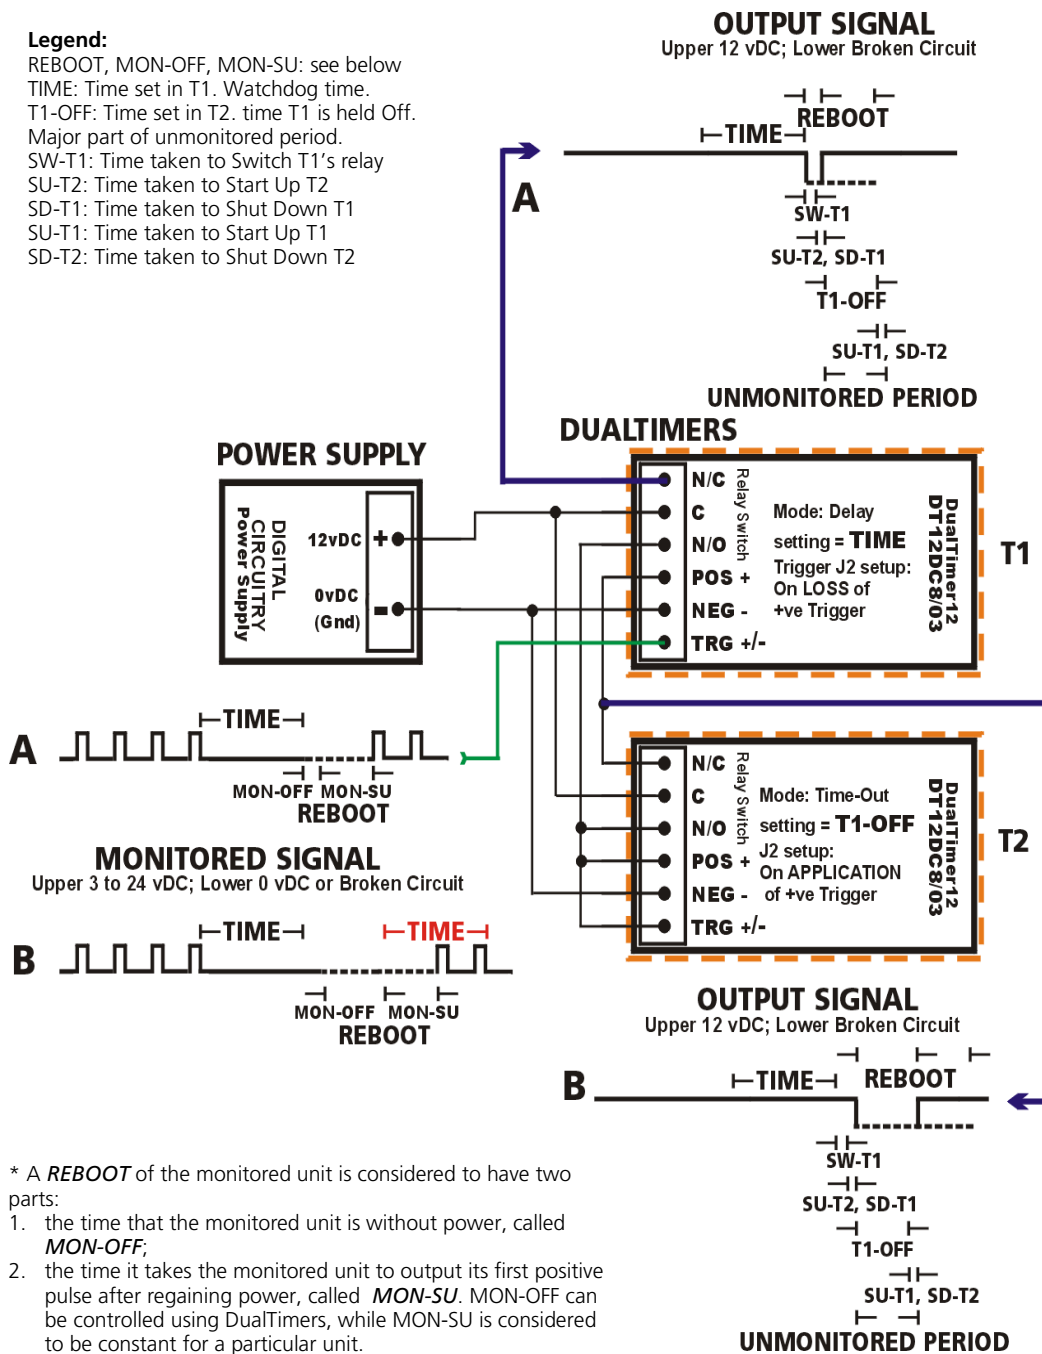 Legend:
REBOOT, MON-OFF, MON-SU: see below
TIME: Time set in T1. Watchdog time.
T1-OFF: Time set in T2. time T1 is held Off.
Major part of unmonitored period.
SW-T1: Time taken to Switch T1's relay
SU-T2: Time taken to Start Up T2
SD-T1: Time taken to Shut Down T1
SU-T1: Time taken to Start Up T1
SD-T2: Time taken to Shut Down T2
OUTPUT SIGNAL
Upper 12 vDC; Lower Broken Circuit
REBOOT
TIME
A
SW-T1
SU-T2, SD-T1
T1-OFF
SU-T1, SD-T2
UNMONITORED PERIOD
DUALTIMERS
POWER SUPPLY
DIGITAL
CIRCUITRY
Power Supply
12vDC +
0vDC -
(Gnd)
N/C
C
N/O
POS +
NEG -
TRG +/-
Relay Switch
Mode: Delay
setting = TIME
Trigger J2 setup:
On LOSS of
+ve Trigger
DualTimer12
DT12DC8/03
T1
A
TIME
MON-OFF MON-SU
REBOOT
MONITORED SIGNAL
Upper 3 to 24 vDC; Lower 0 vDC or Broken Circuit
N/C
C
N/O
POS +
NEG -
TRG +/-
Relay Switch
Mode: Time-Out
setting = T1-OFF
J2 setup:
On APPLICATION
of +ve Trigger
DualTimer12
DT12DC8/03
T2
B
TIME
TIME
MON-OFF MON-SU
REBOOT
OUTPUT SIGNAL
Upper 12 vDC; Lower Broken Circuit
B
TIME
REBOOT
SW-T1
SU-T2, SD-T1
T1-OFF
SU-T1, SD-T2
UNMONITORED PERIOD
* A REBOOT of the monitored unit is considered to have two
parts:
1. the time that the monitored unit is without power, called
MON-OFF;
2. the time it takes the monitored unit to output its first positive
pulse after regaining power, called MON-SU. MON-OFF can
be controlled using DualTimers, while MON-SU is considered
to be constant for a particular unit.